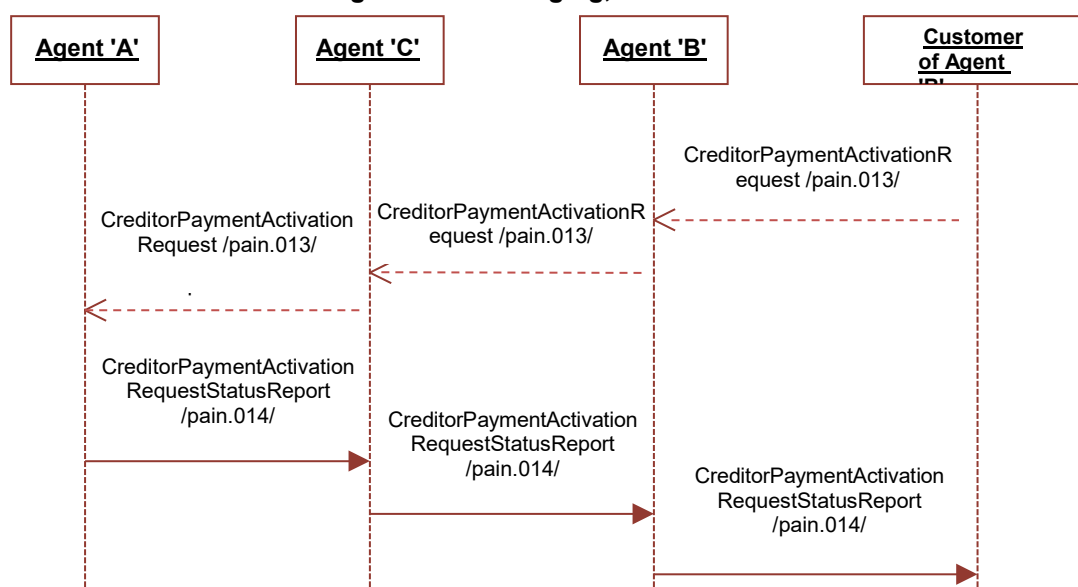 Agent 'A'
Agent 'C'
Agent 'B'
Customer
of Agent
CreditorPaymentActivationR
equest /pain.013/
CreditorPaymentActivationR
equest /pain.013/
CreditorPaymentActivation
Request /pain.013/
.
CreditorPaymentActivation
RequestStatusReport
/pain.014/
CreditorPaymentActivation
RequestStatusReport
/pain.014/
CreditorPaymentActivation
RequestStatusReport
/pain.014/